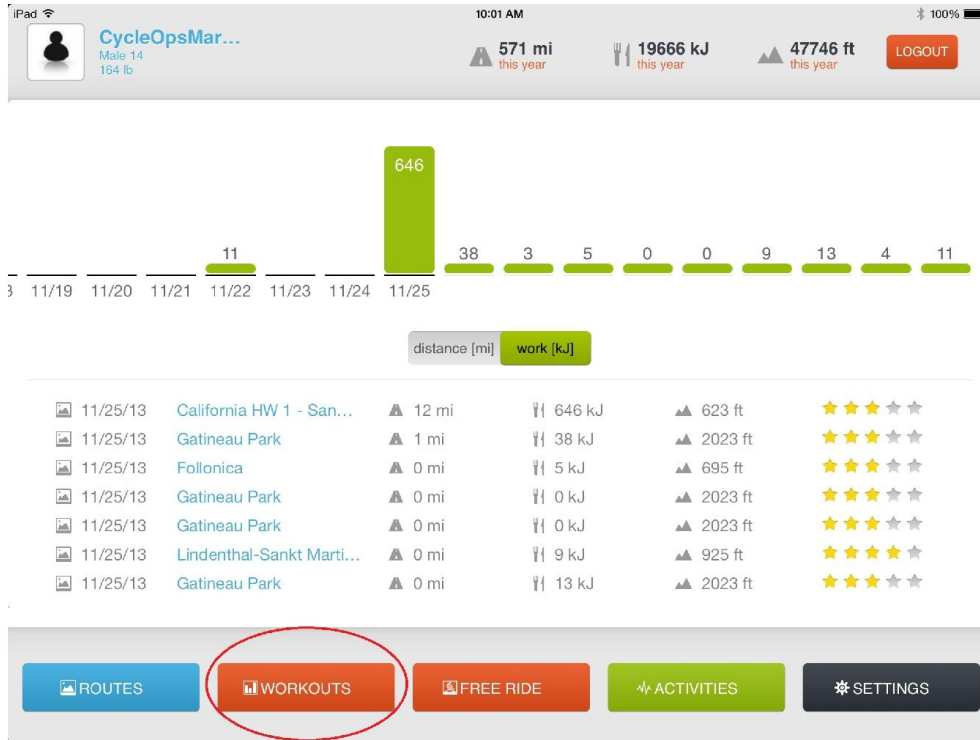 iPad 10:01 AM 100%
CycleOpsMar...
Male 14
164 lb
571 mi
this year
19666 kJ
this year
47746 ft
this year
LOGOUT
646
11 38 3 5 0 0 9 13 4 11
11/19 11/20 11/21 11/22 11/23 11/24 11/25
distance [mi] work [kJ]
11/25/13 California HW 1 - San... 12 mi 646 kJ 623 ft
11/25/13 Gatineau Park 1 mi 38 kJ 2023 ft
11/25/13 Follonica 0 mi 5 kJ 695 ft
11/25/13 Gatineau Park 0 mi 0 kJ 2023 ft
11/25/13 Gatineau Park 0 mi 0 kJ 2023 ft
11/25/13 Lindenthal-Sankt Marti... 0 mi 9 kJ 925 ft
11/25/13 Gatineau Park 0 mi 13 kJ 2023 ft
ROUTES WORKOUTS FREE RIDE ACTIVITIES SETTINGS